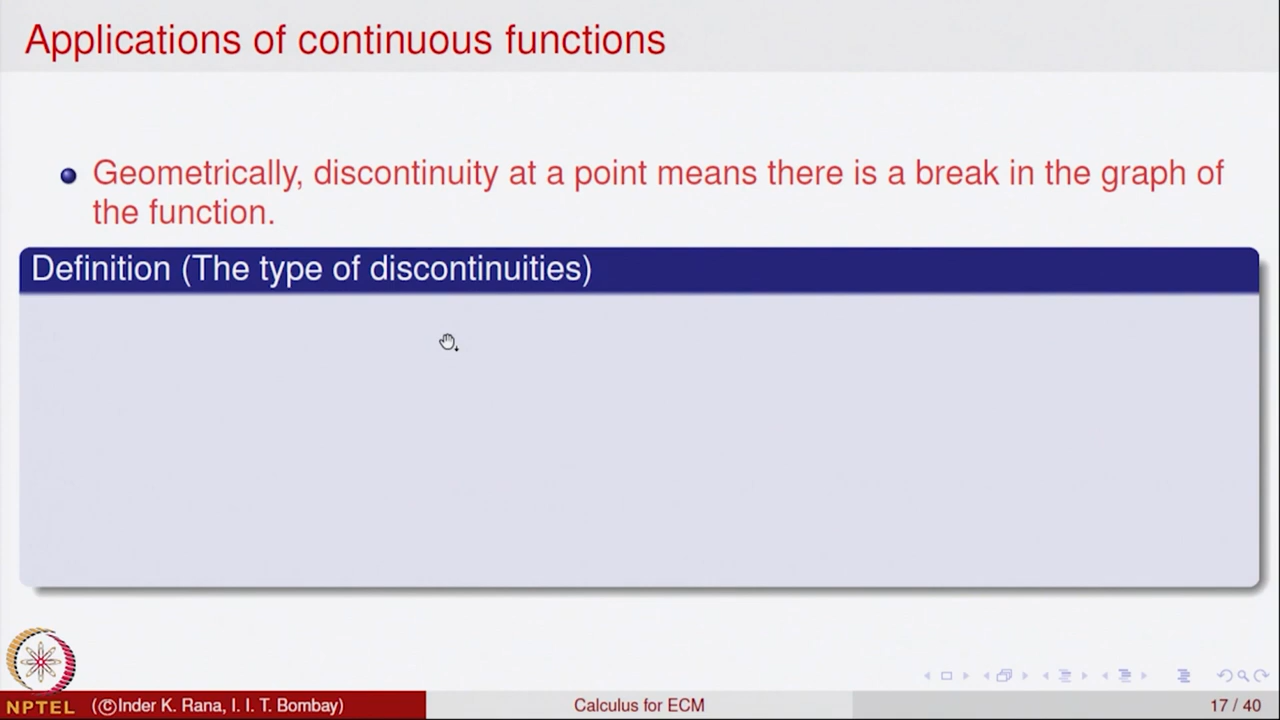 Applications of continuous functions
Geometrically, discontinuity at a point means there is a break in the graph of
the function.
Definition (The type of discontinuities)
NPTEL
(©Inder K. Rana, I. I. T. Bombay)
Calculus for ECM
17 / 40